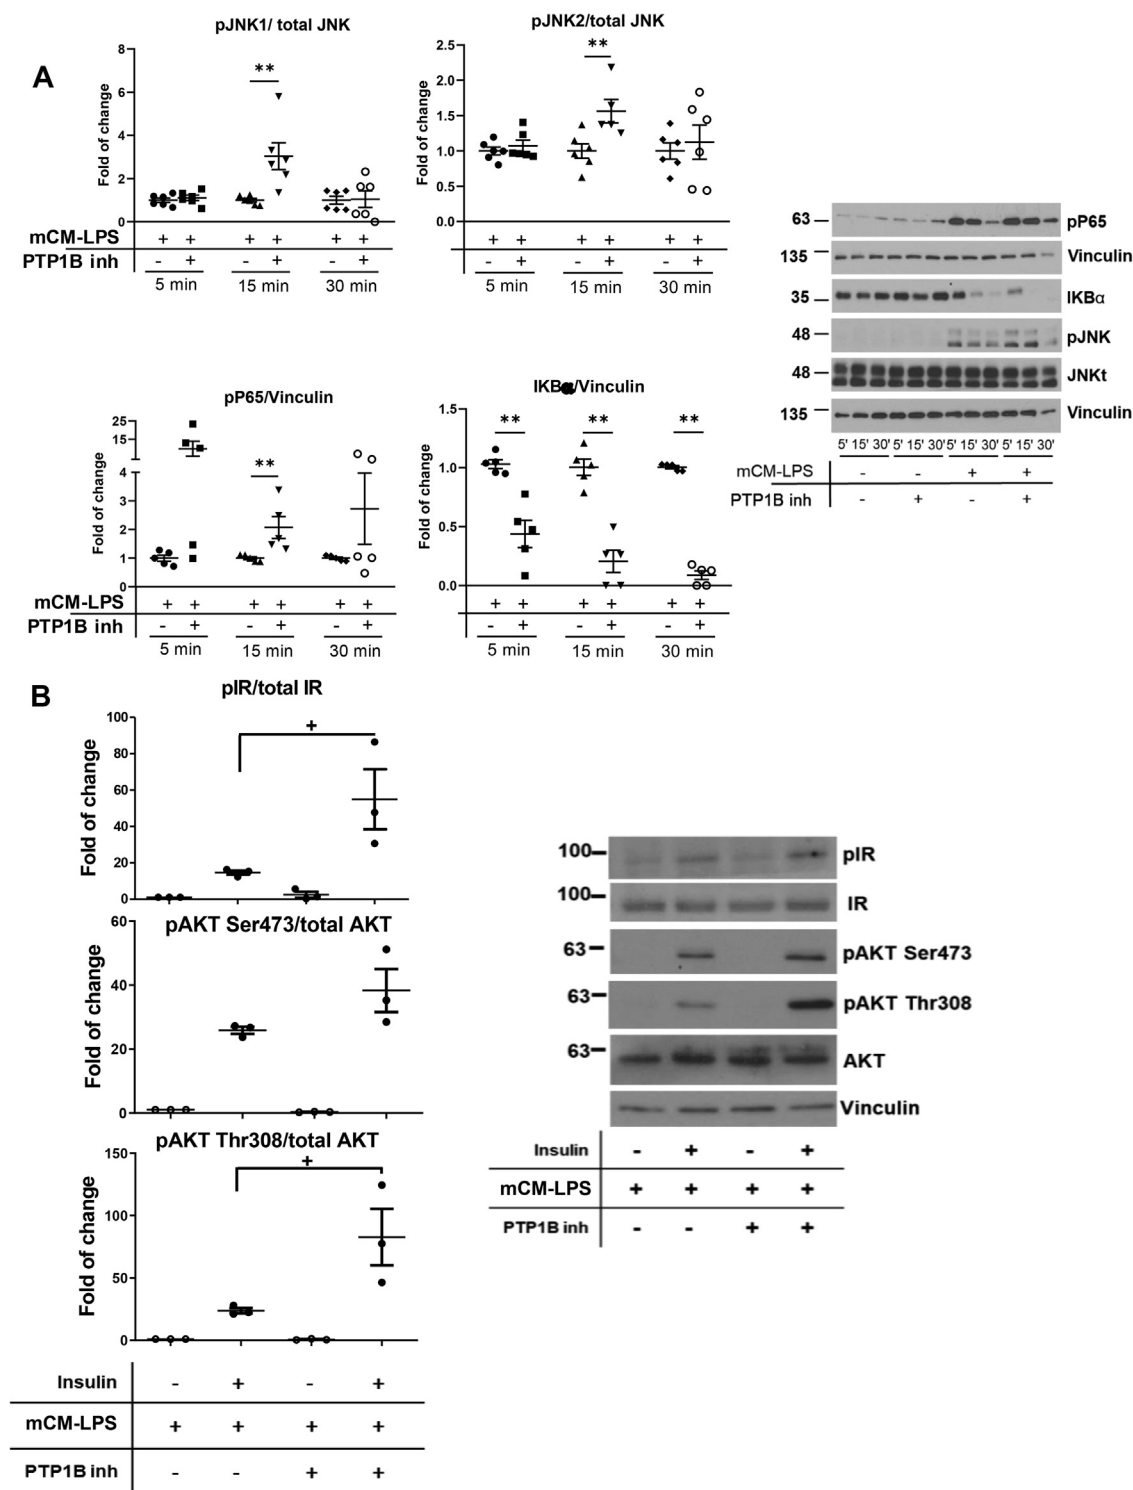 A
pJNK1/ total JNK
Fold of change
8
6
4
2
0
**
mCM-LPS + + + + + +
PTP1B inh - + - + - +
5 min 15 min 30 min
pJNK2/total JNK
Fold of change
2.5
2.0
1.5
1.0
0.5
0.0
**
+ + + + + +
- + - + - +
5 min 15 min 30 min
63 pP65
135 Vinculin
35 IKBα
48 pJNK
48 JNKt
135 Vinculin
5' 15' 30' 5' 15' 30' 5' 15' 30' 5' 15' 30'
mCM-LPS - - + +
PTP1B inh - + - +
pP65/Vinculin
Fold of change
25
15
4
3
2
1
0
**
mCM-LPS + + + + + +
PTP1B inh - + - + - +
5 min 15 min 30 min
IKBα/Vinculin
Fold of change
1.5
1.0
0.5
0.0
** ** **
+ + + + + +
- + - + - +
5 min 15 min 30 min
B
pIR/total IR
Fold of change
100
80
60
40
20
0
+
pAKT Ser473/total AKT
Fold of change
60
40
20
0
pAKT Thr308/total AKT
Fold of change
150
100
50
0
+
Insulin - + - +
mCM-LPS + + + +
PTP1B inh - - + +
100 pIR
100 IR
63 pAKT Ser473
63 pAKT Thr308
63 AKT
Vinculin
Insulin - + - +
mCM-LPS + + + +
PTP1B inh - - + +